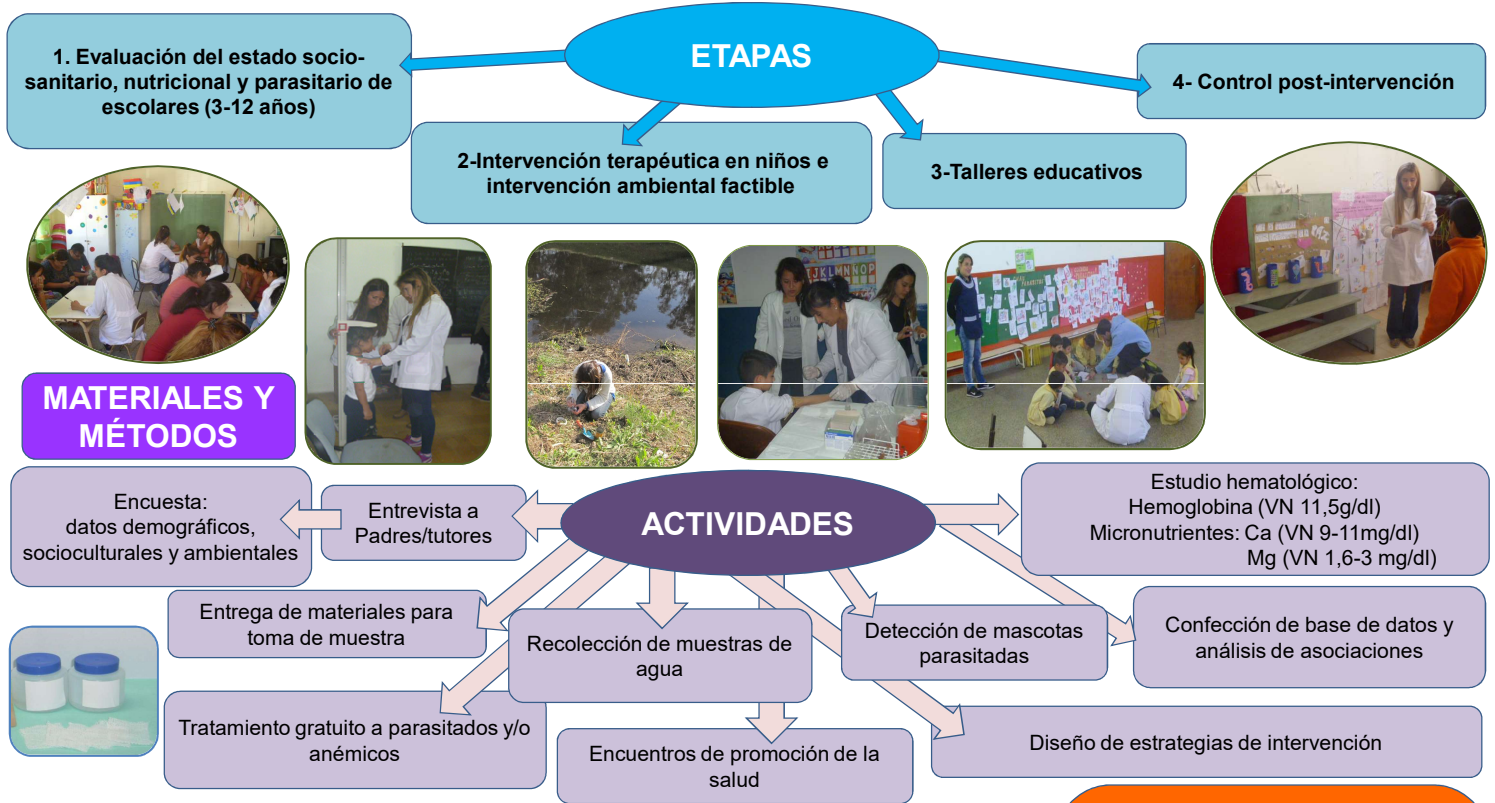 ETAPAS
1. Evaluación del estado socio-
sanitario, nutricional y parasitario de
escolares (3-12 años)
2-Intervención terapéutica en niños e
intervención ambiental factible
3-Talleres educativos
4- Control post-intervención
IJKLMNÑOP
MATERIALES Y
MÉTODOS
ACTIVIDADES
Encuesta:
datos demográficos,
socioculturales y ambientales
Entrevista a
Padres/tutores
Estudio hematológico:
Hemoglobina (VN 11,5g/dl)
Micronutrientes: Ca (VN 9-11mg/dl)
Mg (VN 1,6-3 mg/dl)
Entrega de materiales para
toma de muestra
Recolección de muestras de
agua
Detección de mascotas
parasitadas
Confección de base de datos y
análisis de asociaciones
Tratamiento gratuito a parasitados y/o
anémicos
Encuentros de promoción de la
salud
Diseño de estrategias de intervención